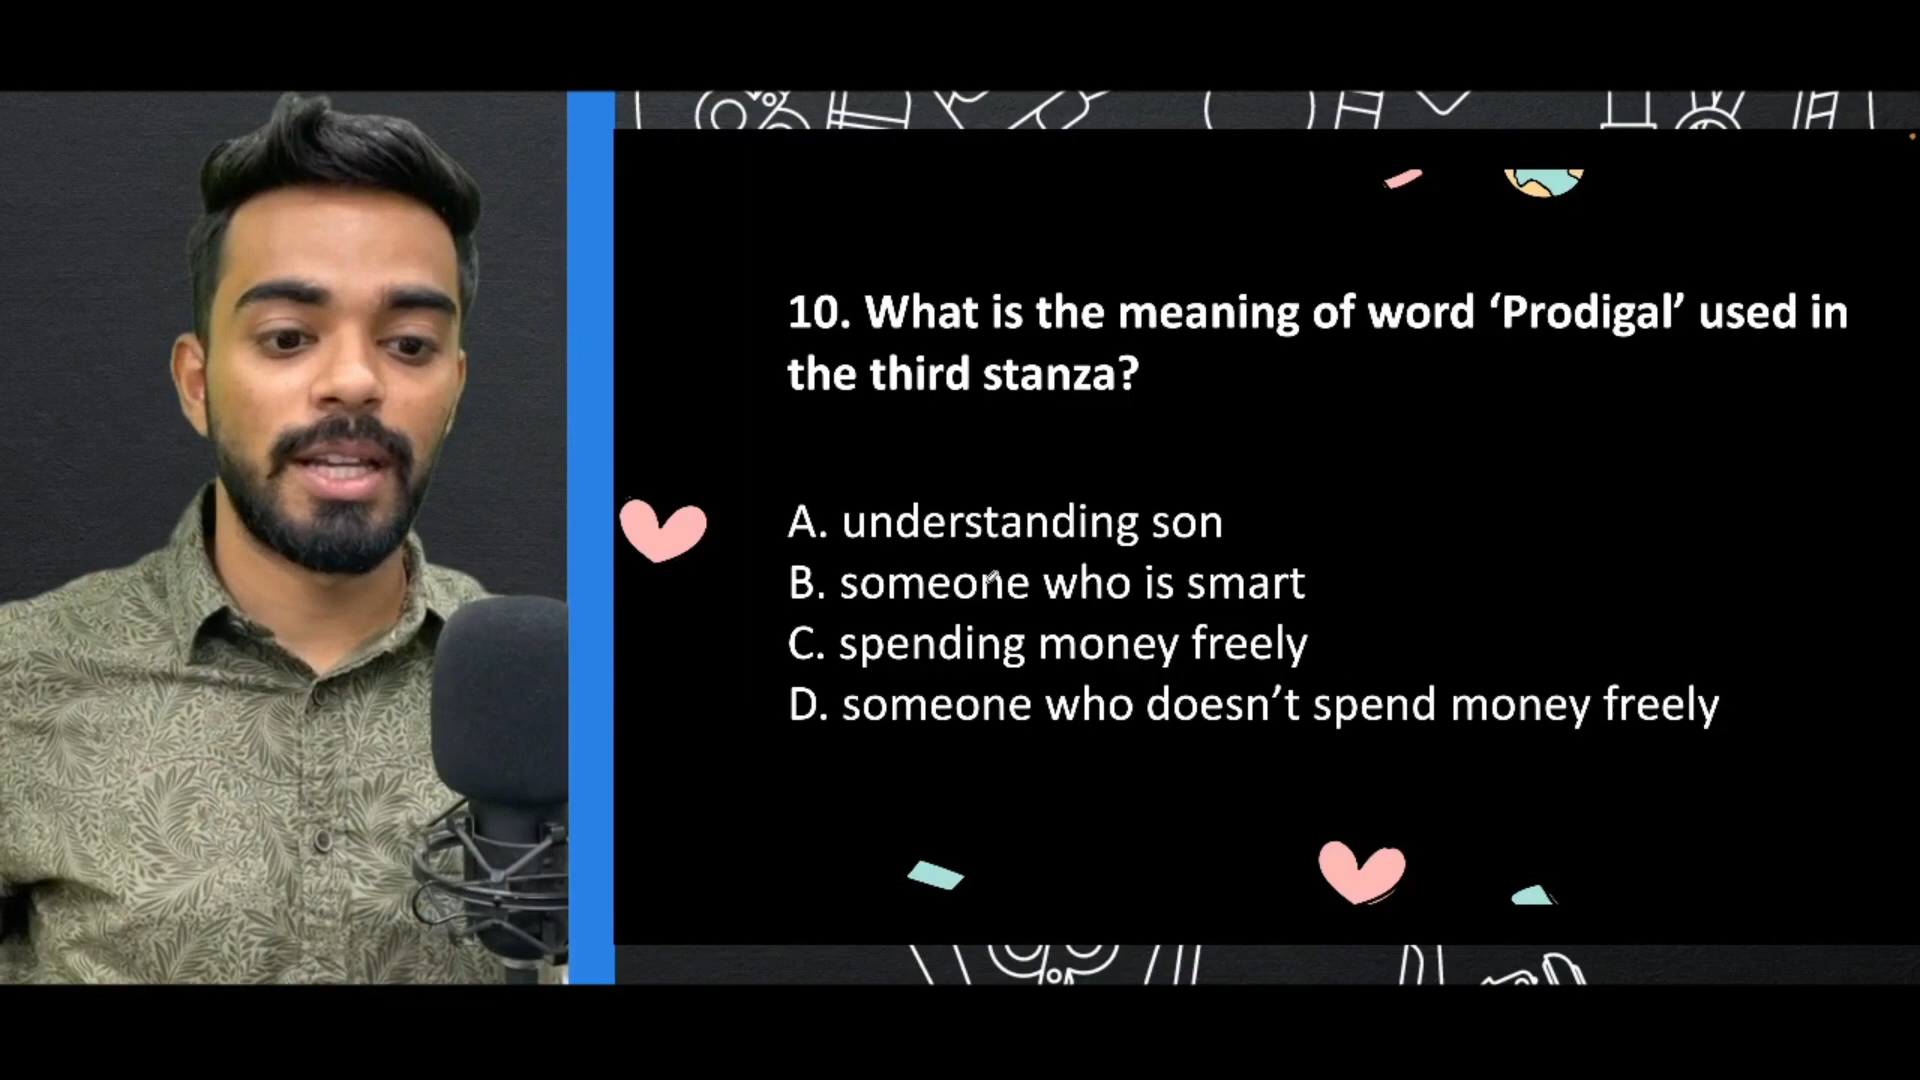 10. What is the meaning of word ‘Prodigal’ used in
the third stanza?
A. understanding son
B. someone who is smart
C. spending money freely
D. someone who doesn’t spend money freely